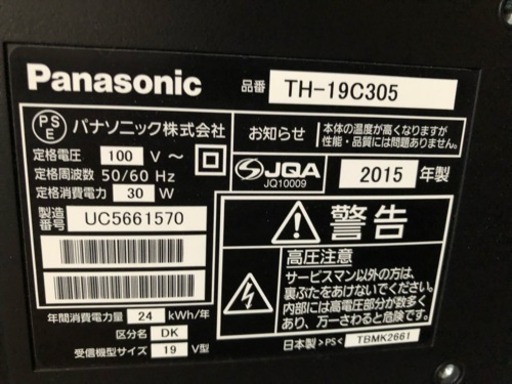 Panasonic 品番 TH-19C305
PSE パナソニック株式会社
定格電圧 100 V ～
定格周波数 50/60 Hz
定格消費電力 30 W
製造番号 UC5661570
年間消費電力量 24 kWh/年
区分名 DK
受信機型サイズ 19 V型
お知らせ 本体の温度が高くなりますが
性能・品質には問題ありません。
JQA
JQ10009
2015 年製
警告
高圧注意
サービスマン以外の方は、
裏ぶたをあけないでください。
内部には高電圧部分が数多く
あり、万一さわると危険です。
日本製 >PS< TBMK2661